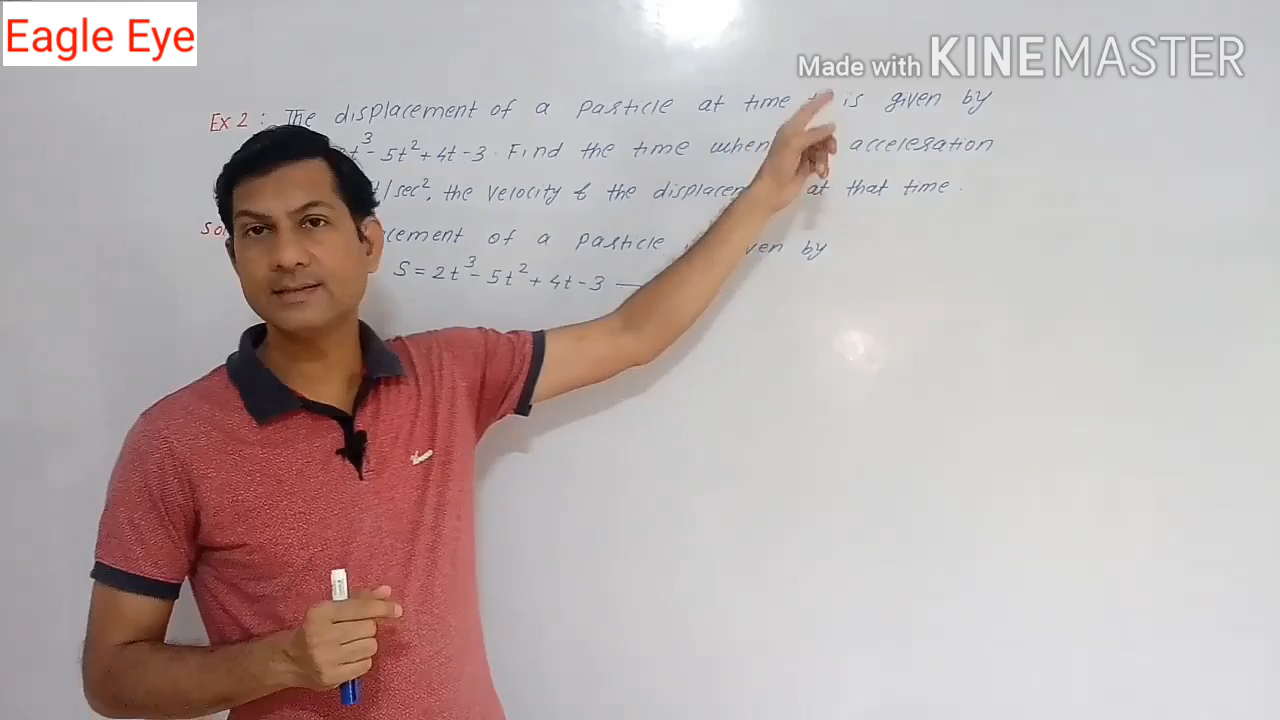 Eagle Eye
Made with KINEMASTER
Ex 2 : The displacement of a particle at time is given by
t³ - 5t² + 4t - 3 . Find the time when acceleration
/sec², the velocity & the displacem at that time .
cement of a particle given by
S = 2t³ - 5t² + 4t - 3 —